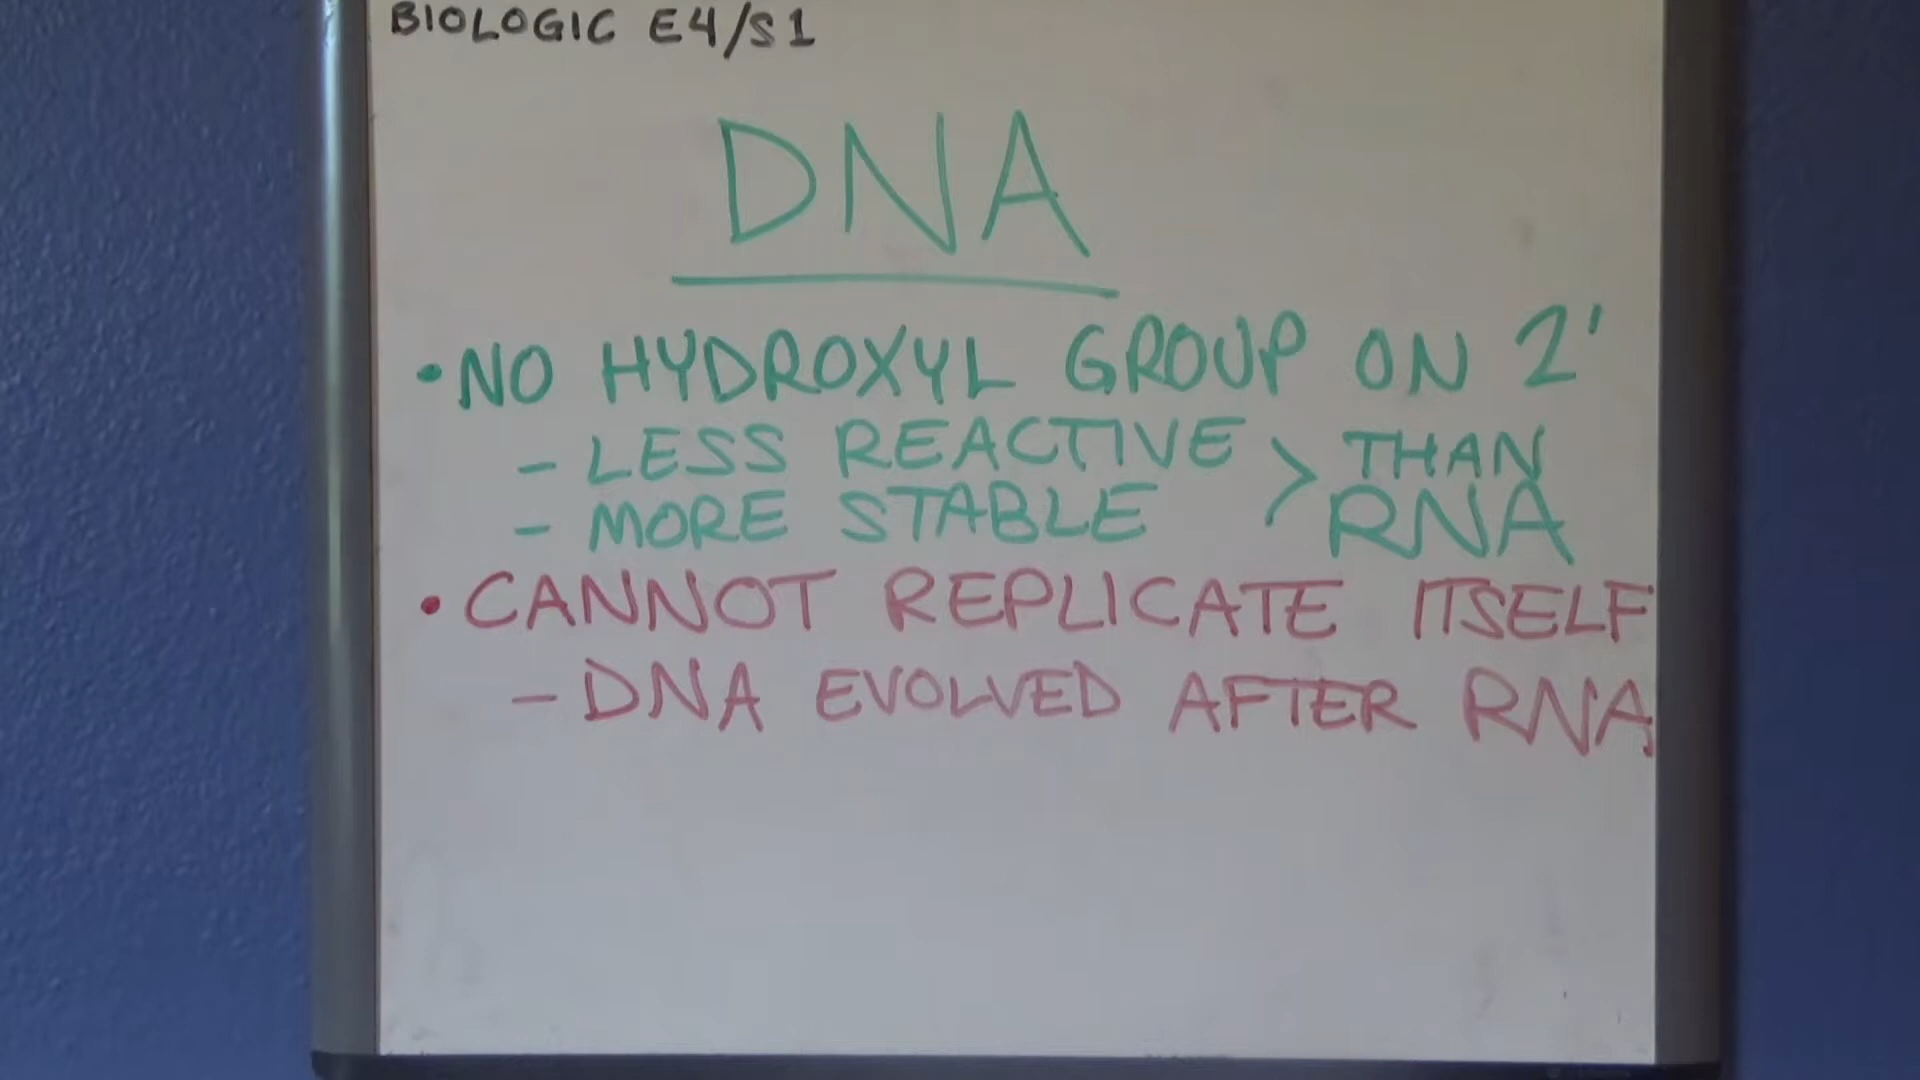 BIOLOGIC E4/S1
DNA
• NO HYDROXYL GROUP ON 2'
- LESS REACTIVE > THAN
- MORE STABLE RNA
• CANNOT REPLICATE ITSELF
- DNA EVOLVED AFTER RNA